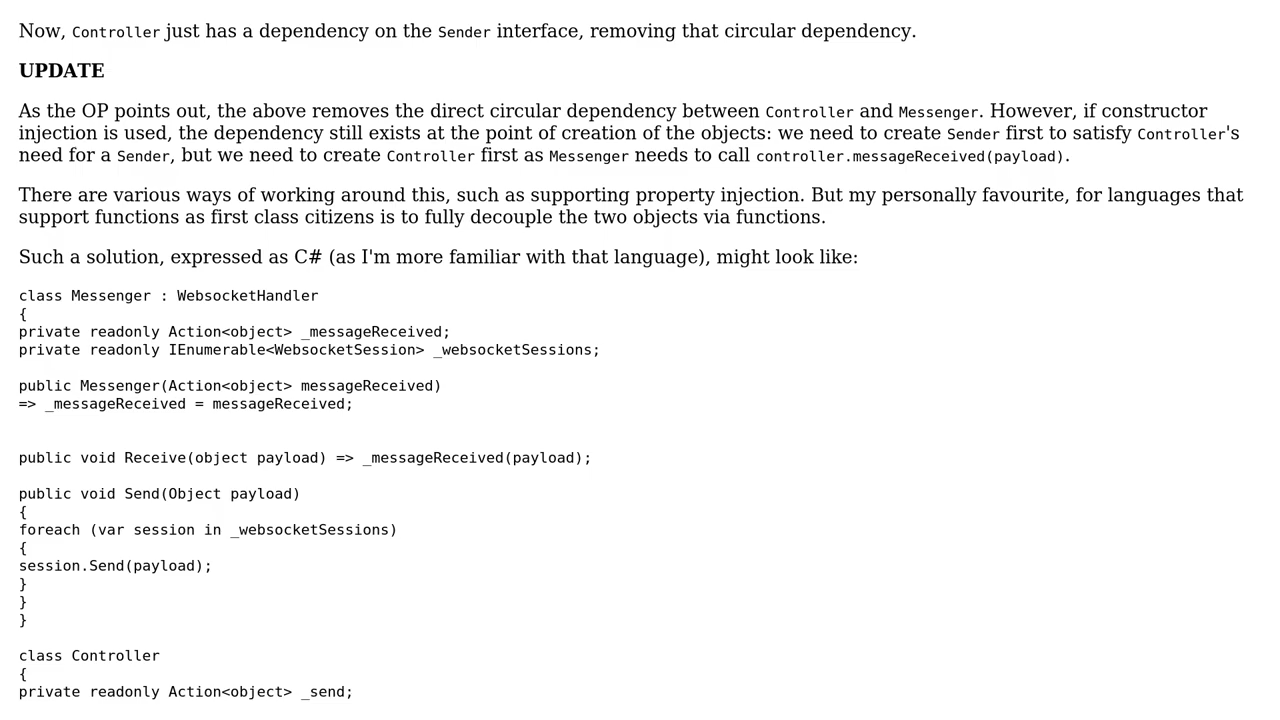 Now, Controller just has a dependency on the Sender interface, removing that circular dependency.
UPDATE
As the OP points out, the above removes the direct circular dependency between Controller and Messenger. However, if constructor
injection is used, the dependency still exists at the point of creation of the objects: we need to create Sender first to satisfy Controller's
need for a Sender, but we need to create Controller first as Messenger needs to call controller.messageReceived(payload).
There are various ways of working around this, such as supporting property injection. But my personally favourite, for languages that
support functions as first class citizens is to fully decouple the two objects via functions.
Such a solution, expressed as C# (as I'm more familiar with that language), might look like:
class Messenger : WebsocketHandler
{
private readonly Action<object> _messageReceived;
private readonly IEnumerable<WebsocketSession> _websocketSessions;
public Messenger(Action<object> messageReceived)
=> _messageReceived = messageReceived;
public void Receive(object payload) => _messageReceived(payload);
public void Send(Object payload)
{
foreach (var session in _websocketSessions)
{
session.Send(payload);
}
}
}
class Controller
{
private readonly Action<object> _send;